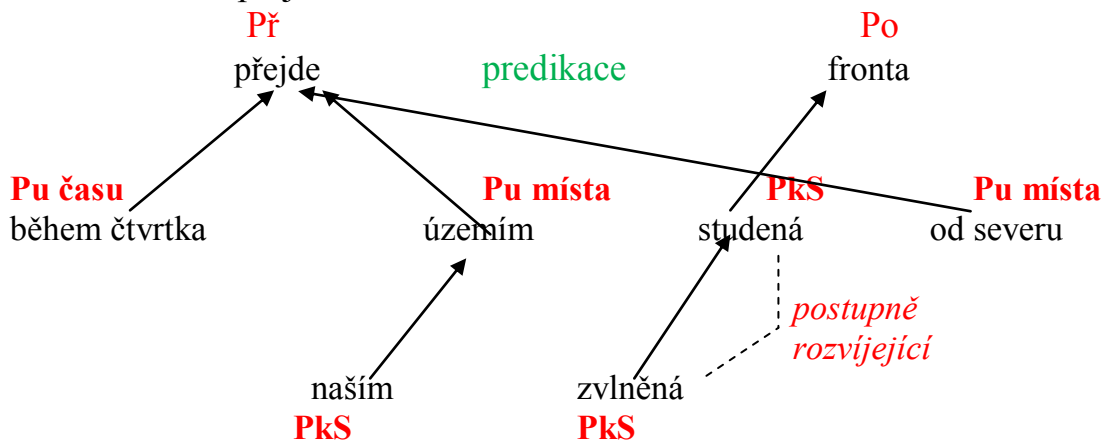 Př Po
přejde predikace fronta
Pu času Pu místa PkS Pu místa
během čtvrtka územím studená od severu
postupně
rozvíjející
naším zvlněná
PkS PkS